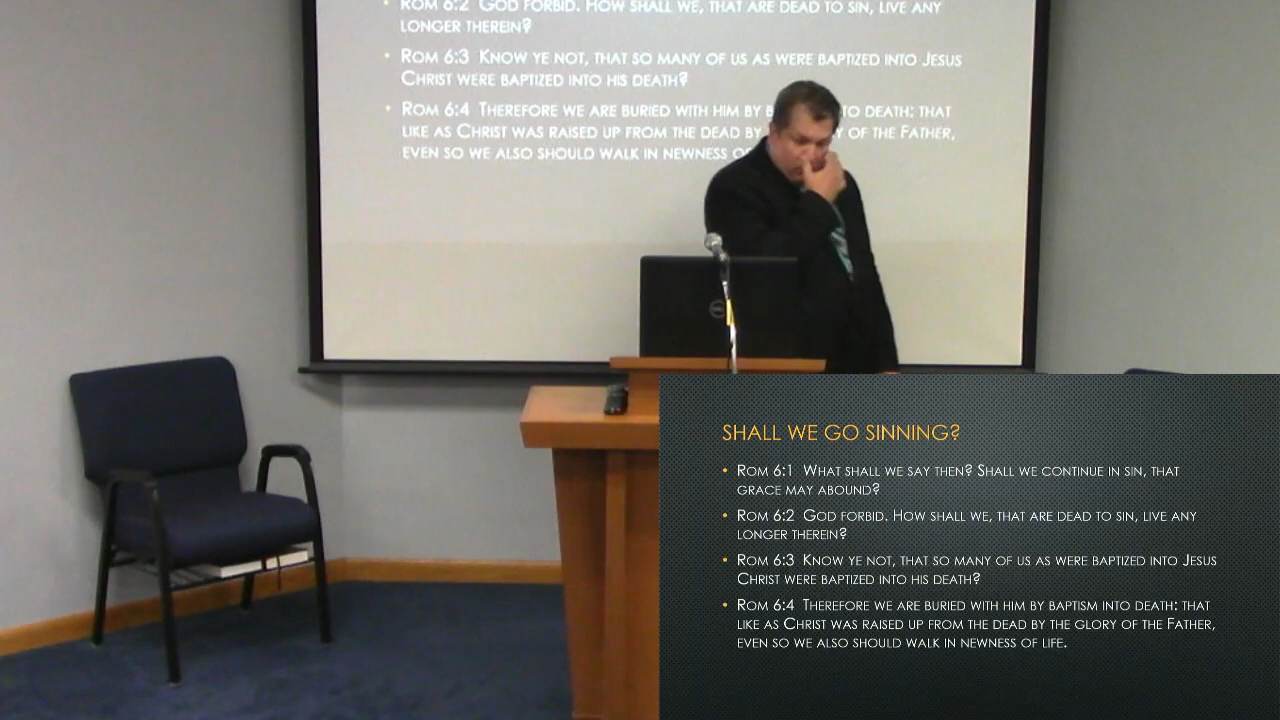 • Rom 6:2 God forbid. How shall we, that are dead to sin, live any
longer therein?
• Rom 6:3 Know ye not, that so many of us as were baptized into Jesus
Christ were baptized into his death?
• Rom 6:4 Therefore we are buried with him by b to death: that
like as Christ was raised up from the dead by y of the Father,
even so we also should walk in newness of
DELL
SHALL WE GO SINNING?
• Rom 6:1 What shall we say then? Shall we continue in sin, that
grace may abound?
• Rom 6:2 God forbid. How shall we, that are dead to sin, live any
longer therein?
• Rom 6:3 Know ye not, that so many of us as were baptized into Jesus
Christ were baptized into his death?
• Rom 6:4 Therefore we are buried with him by baptism into death: that
like as Christ was raised up from the dead by the glory of the Father,
even so we also should walk in newness of life.